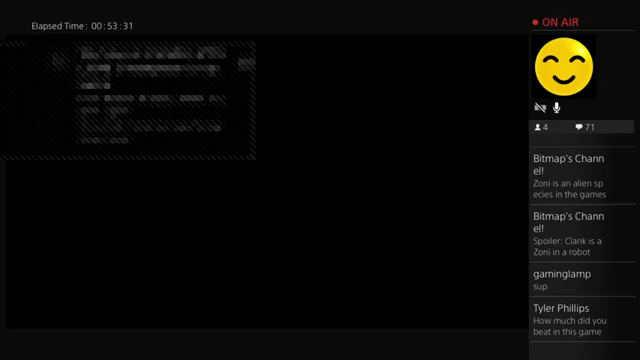 Elapsed Time: 00:53:31
ON AIR
4 71
Bitmap's Chann
el!
Zoni is an alien sp
ecies in the games
Bitmap's Chann
el!
Spoiler: Clank is a
Zoni in a robot
gaminglamp
sup
Tyler Phillips
How much did you
beat in this game